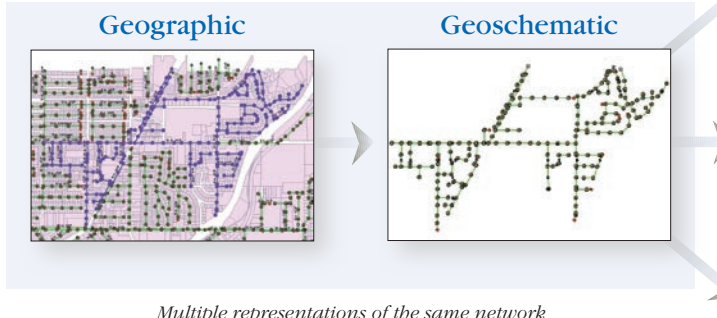 Geographic
Geoschematic
Multiple representations of the same network